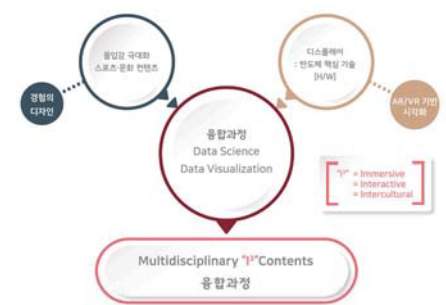 몰입감 극대화
스포츠·문화 컨텐츠
경험의
디자인
디스플레이
: 반도체 핵심 기술
[H/W]
AR/VR 기반
시각화
융합과정
Data Science
Data Visualization
"I³" = Immersive
= Interactive
= Intercultural
Multidisciplinary "I³"Contents
융합과정